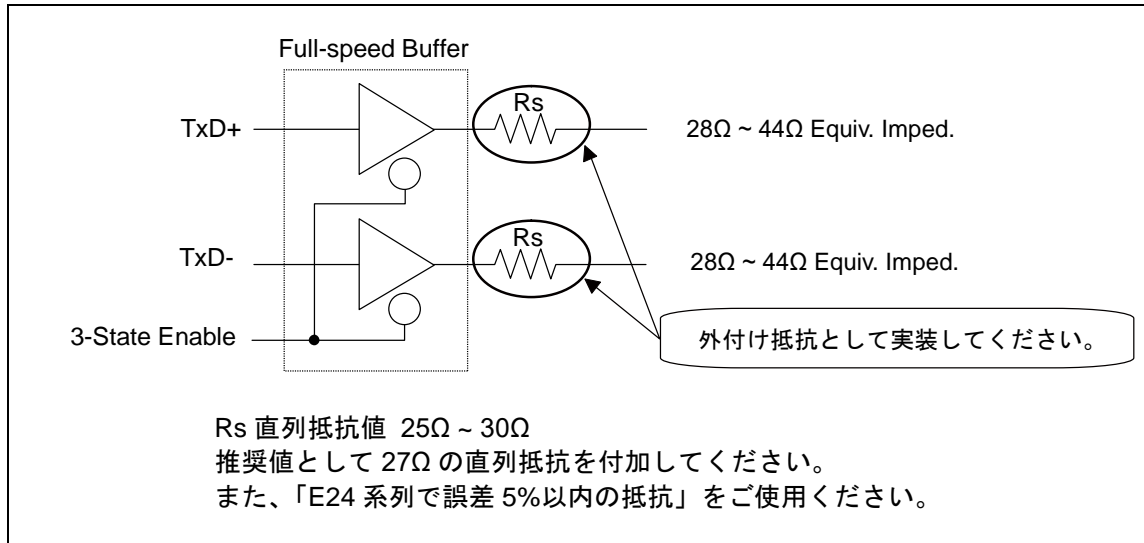 Full-speed Buffer
TxD+
Rs
28Ω ~ 44Ω Equiv. Imped.
TxD-
Rs
28Ω ~ 44Ω Equiv. Imped.
3-State Enable
外付け抵抗として実装してください。
Rs 直列抵抗値 25Ω ~ 30Ω
推奨値として 27Ω の直列抵抗を付加してください。
また、「E24 系列で誤差 5%以内の抵抗」をご使用ください。